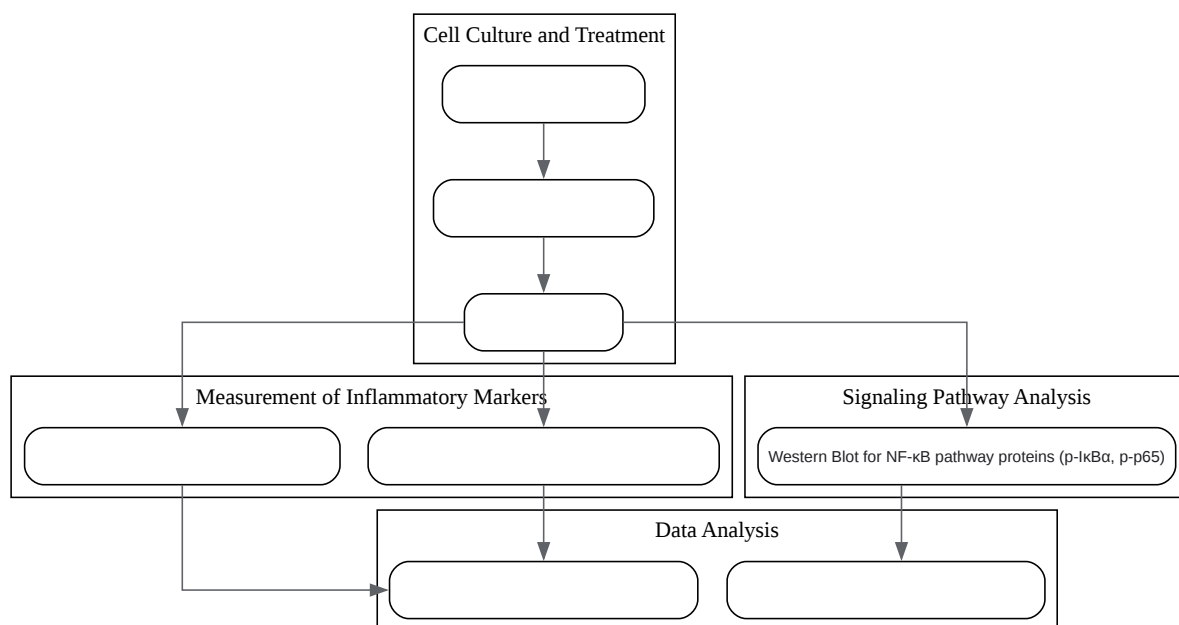 Cell Culture and Treatment
Measurement of Inflammatory Markers
Signaling Pathway Analysis
Western Blot for NF-κB pathway proteins (p-IκBα, p-p65)
Data Analysis